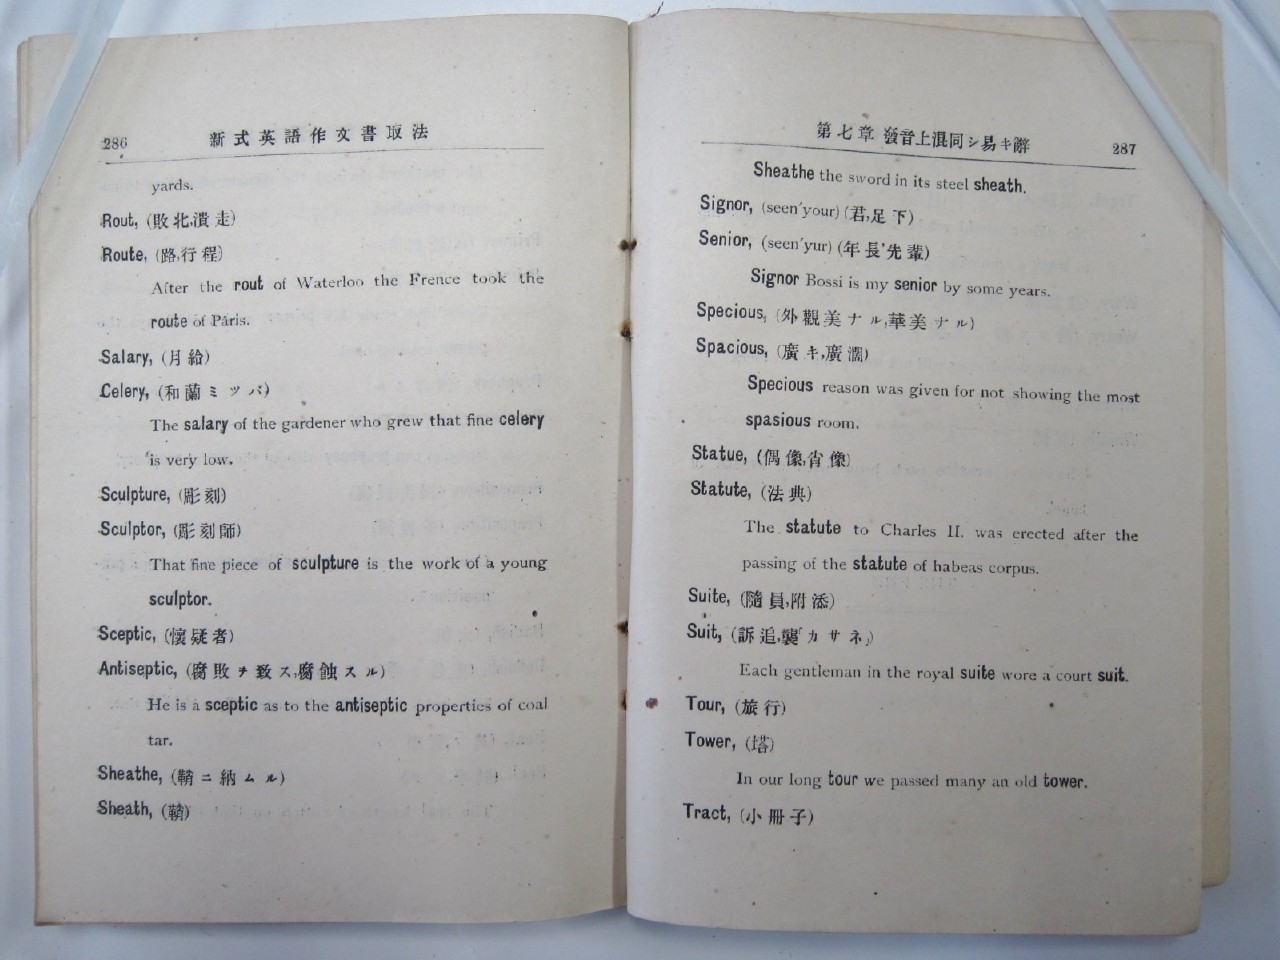 286
新式英語作文書取法
yards.
Rout, (敗北,潰走)
Route, (路,行程)
After the rout of Waterloo the Frence took the
route of Paris.
Salary, (月給)
Celery, (和蘭ミツバ)
The salary of the gardener who grew that fine celery
is very low.
Sculpture, (彫刻)
Sculptor, (彫刻師)
That fine piece of sculpture is the work of a young
sculptor.
Sceptic, (懷疑者)
Antiseptic, (腐敗ヲ致ス,腐蝕スル)
He is a sceptic as to the antiseptic properties of coal
tar.
Sheathe, (鞘ニ納ムル)
Sheath, (鞘)
第七章 發音上混同シ易キ辭
287
Sheathe the sword in its steel sheath.
Signor, (seen'your) (君,足下)
Senior, (seen'yur) (年長,先輩)
Signor Bossi is my senior by some years.
Specious, (外觀美ナル,華美ナル)
Spacious, (廣キ,廣濶)
Specious reason was given for not showing the most
spasious room.
Statue, (偶像,肖像)
Statute, (法典)
The statute to Charles II. was erected after the
passing of the statute of habeas corpus.
Suite, (隨員,附添)
Suit, (訴追,襲「カサネ」)
Each gentleman in the royal suite wore a court suit.
Tour, (旅行)
Tower, (塔)
In our long tour we passed many an old tower.
Tract, (小冊子)